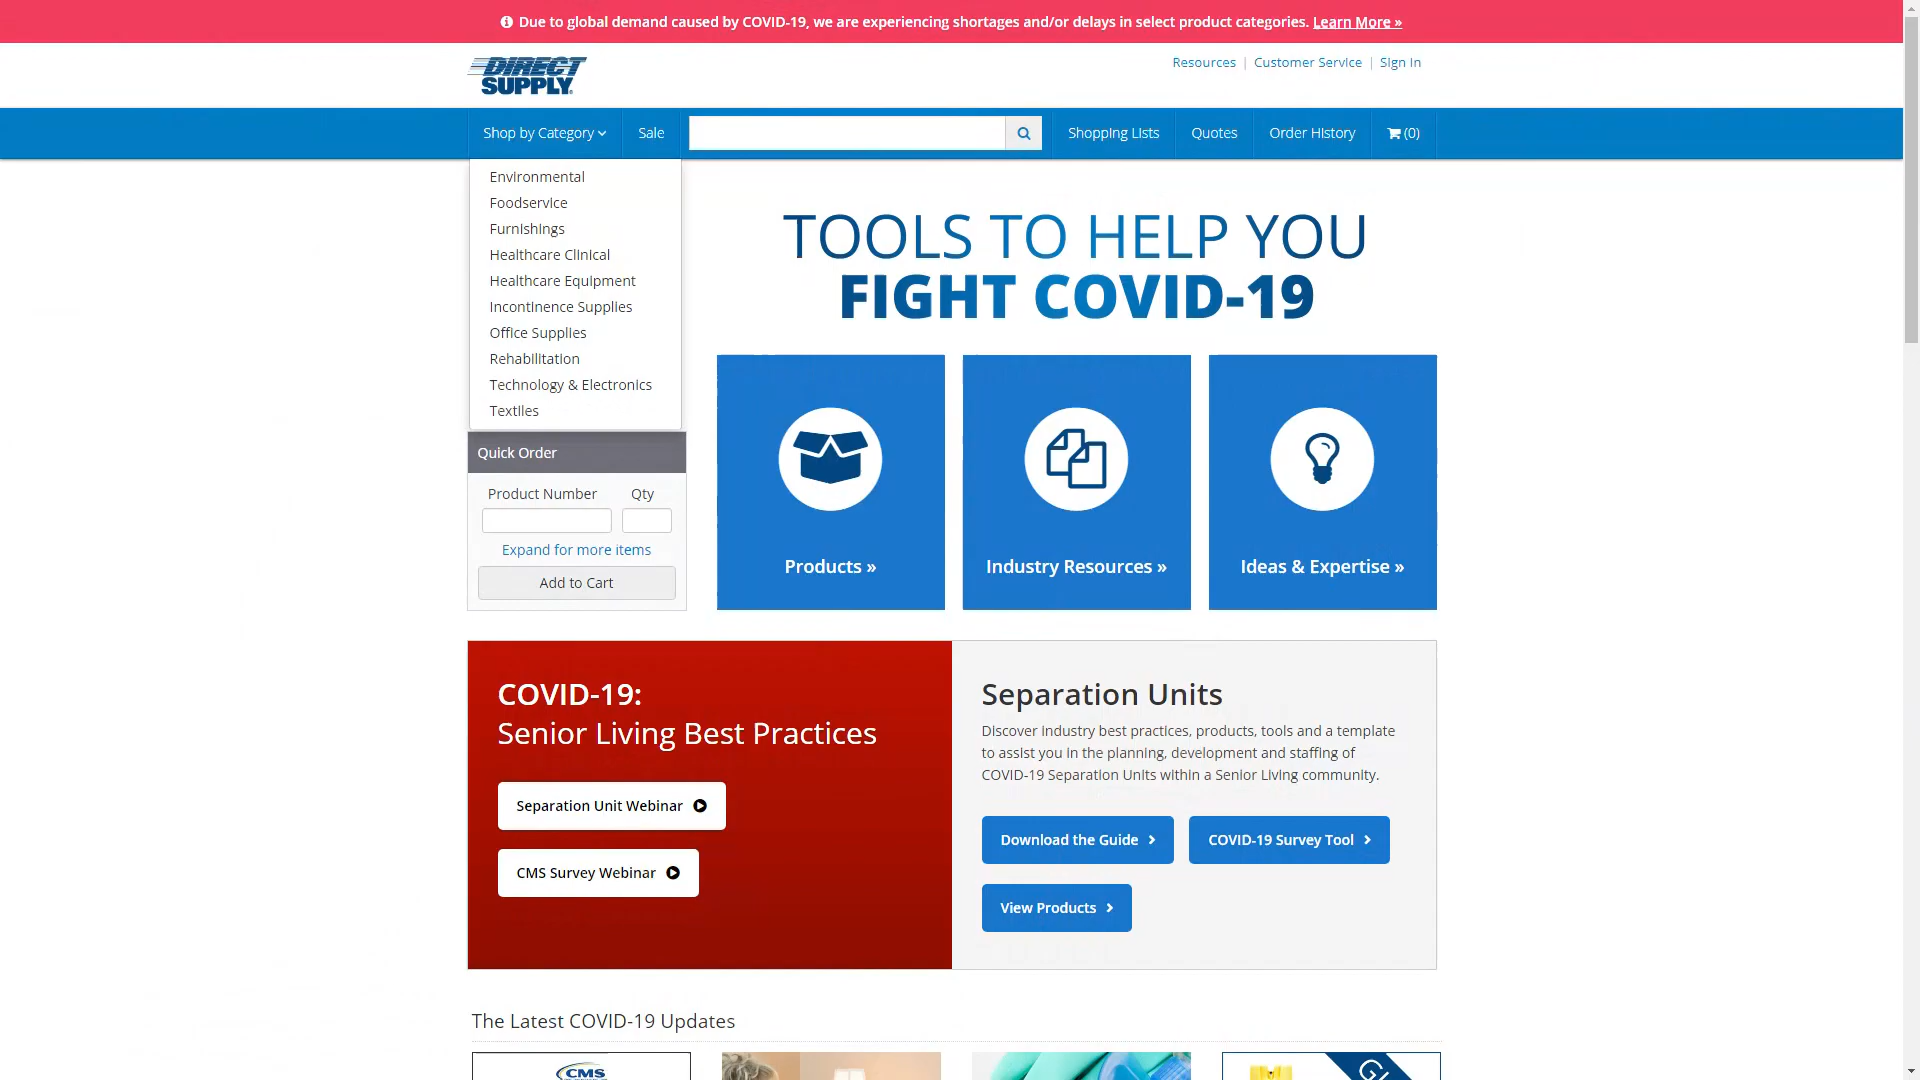 Due to global demand caused by COVID-19, we are experiencing shortages and/or delays in select product categories. Learn More »
DIRECT
SUPPLY
Resources | Customer Service | Sign In
Shop by Category
Sale
Shopping Lists
Quotes
Order History
(0)
Environmental
Foodservice
Furnishings
Healthcare Clinical
Healthcare Equipment
Incontinence Supplies
Office Supplies
Rehabilitation
Technology & Electronics
Textiles
TOOLS TO HELP YOU
FIGHT COVID-19
Quick Order
Product Number Qty
Expand for more items
Add to Cart
Products »
Industry Resources »
Ideas & Expertise »
COVID-19:
Senior Living Best Practices
Separation Unit Webinar
CMS Survey Webinar
Separation Units
Discover industry best practices, products, tools and a template
to assist you in the planning, development and staffing of
COVID-19 Separation Units within a Senior Living community.
Download the Guide
COVID-19 Survey Tool
View Products
The Latest COVID-19 Updates
CMS